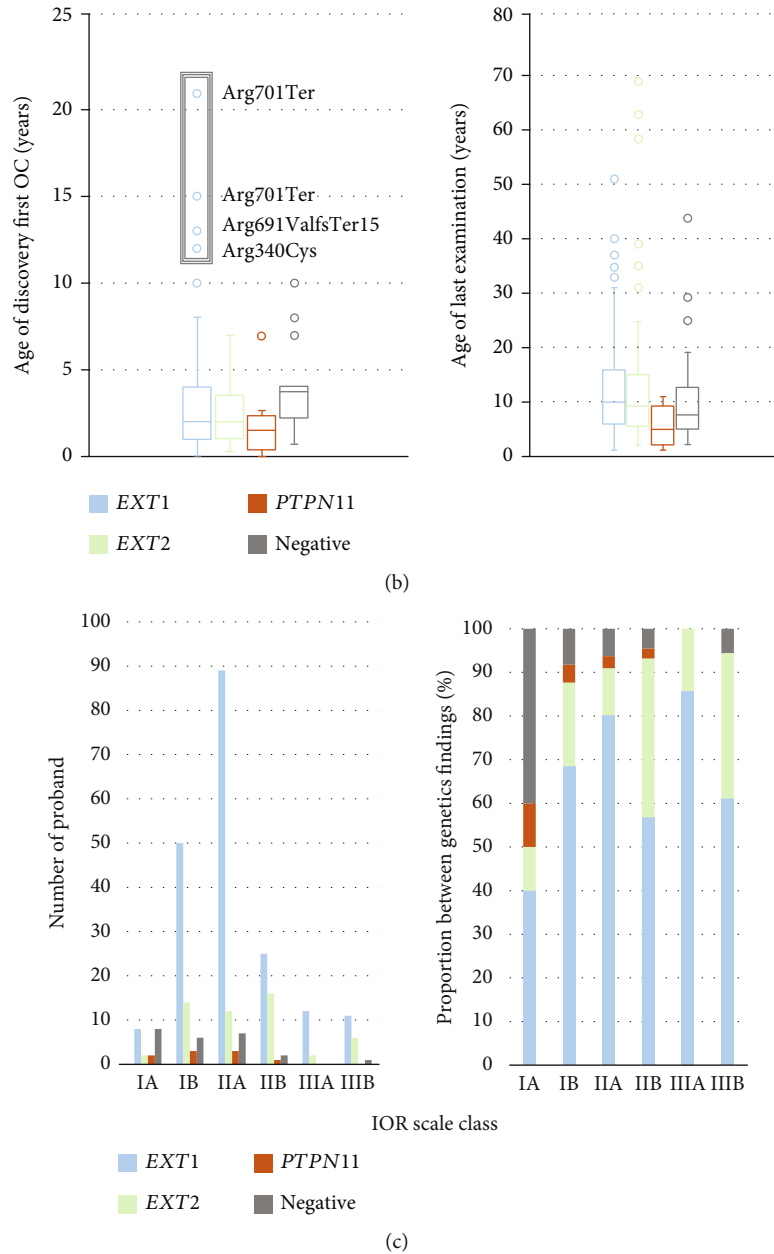 Age of discovery first OC (years)
25
20
15
10
5
0
Arg701Ter
Arg701Ter
Arg691ValfsTer15
Arg340Cys
Age of last examination (years)
80
70
60
50
40
30
20
10
0
EXT1
PTPN11
EXT2
Negative
(b)
Number of proband
100
90
80
70
60
50
40
30
20
10
0
IA IB IIA IIB IIIA IIIB
Proportion between genetics findings (%)
100
90
80
70
60
50
40
30
20
10
0
IA IB IIA IIB IIIA IIIB
IOR scale class
EXT1
PTPN11
EXT2
Negative
(c)